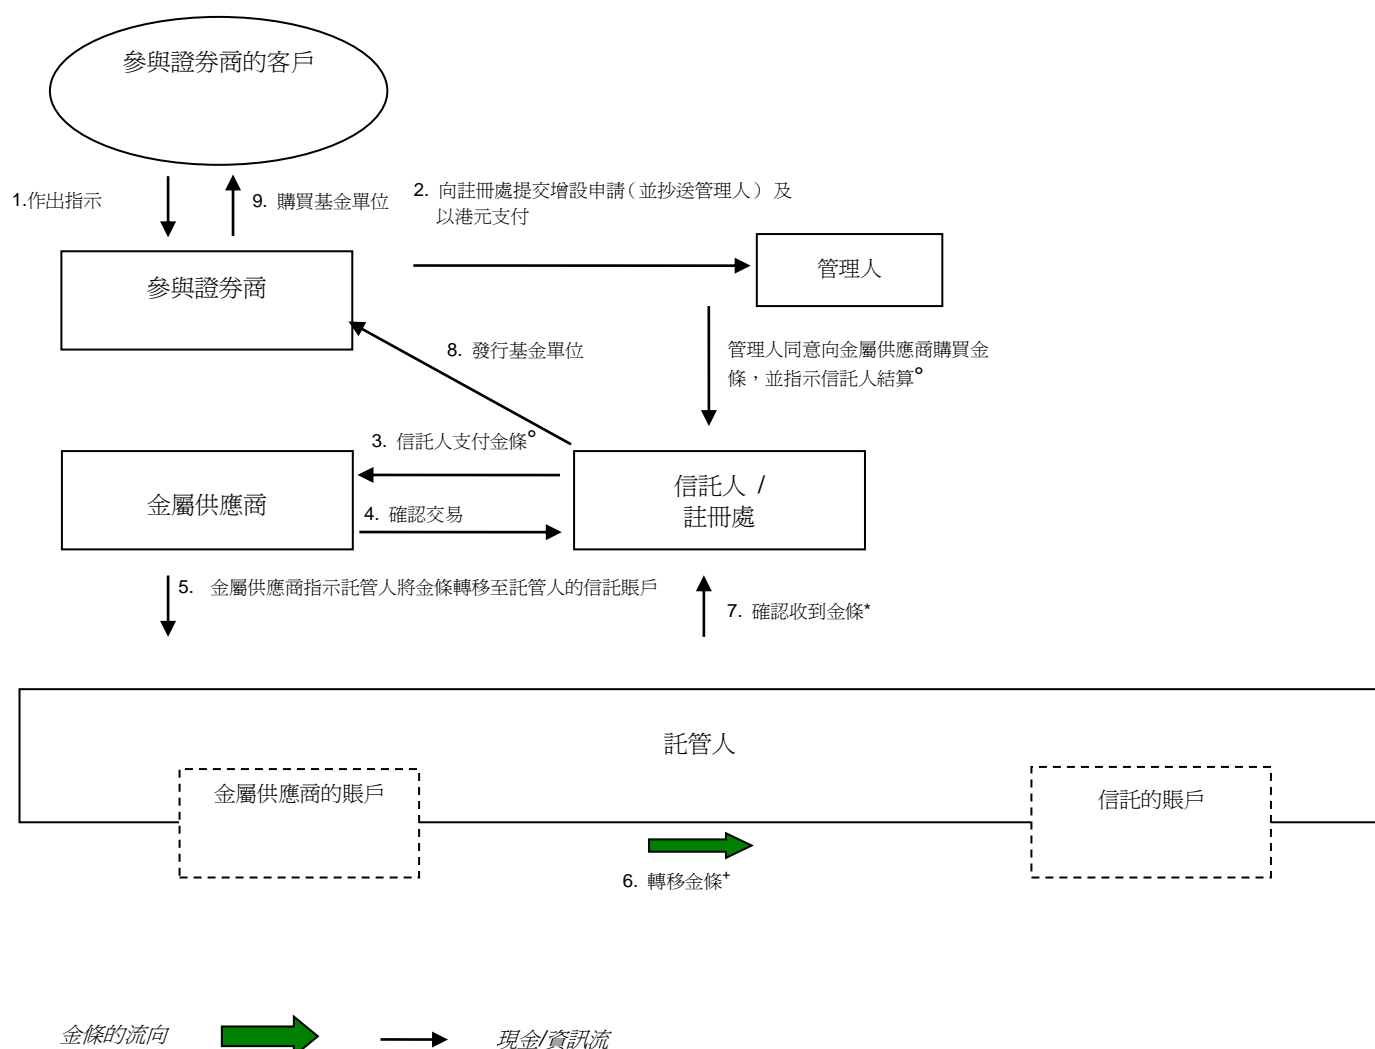 參與證券商的客戶
1.作出指示
9. 購買基金單位
2. 向註冊處提交增設申請（並抄送管理人）及
以港元支付
參與證券商
管理人
8. 發行基金單位
管理人同意向金屬供應商購買金
條，並指示信託人結算°
3. 信託人支付金條°
金屬供應商
信託人 /
註冊處
4. 確認交易
5. 金屬供應商指示託管人將金條轉移至託管人的信託賬戶
7. 確認收到金條*
託管人
金屬供應商的賬戶
信託的賬戶
6. 轉移金條+
金條的流向
現金/資訊流